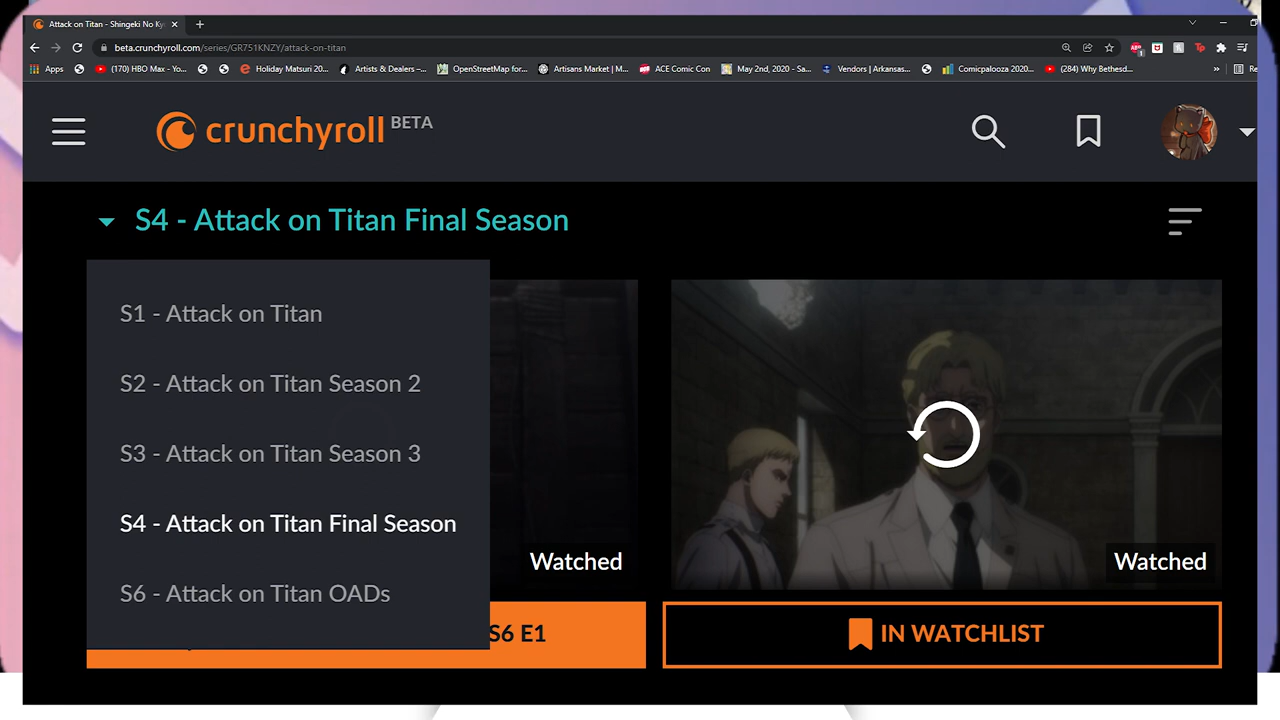 Attack on Titan - Shingeki No Ky
beta.crunchyroll.com/series/GR751KNZY/attack-on-titan
Apps (170) HBO Max - Yo... Holiday Matsuri 20... Artists & Dealers –... OpenStreetMap for... Artisans Market | M... ACE Comic Con May 2nd, 2020 - Sa... Vendors | Arkansas... Comicpalooza 2020... (284) Why Bethesd... » Re
crunchyroll BETA
S4 - Attack on Titan Final Season
S1 - Attack on Titan
S2 - Attack on Titan Season 2
S3 - Attack on Titan Season 3
S4 - Attack on Titan Final Season
S6 - Attack on Titan OADs
Watched
Watched
S6 E1
IN WATCHLIST